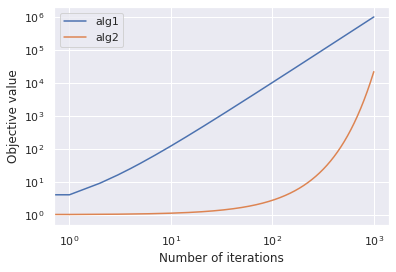 alg1
alg2
Objective value
10⁶
10⁵
10⁴
10³
10²
10¹
10⁰
10⁰ 10¹ 10² 10³
Number of iterations